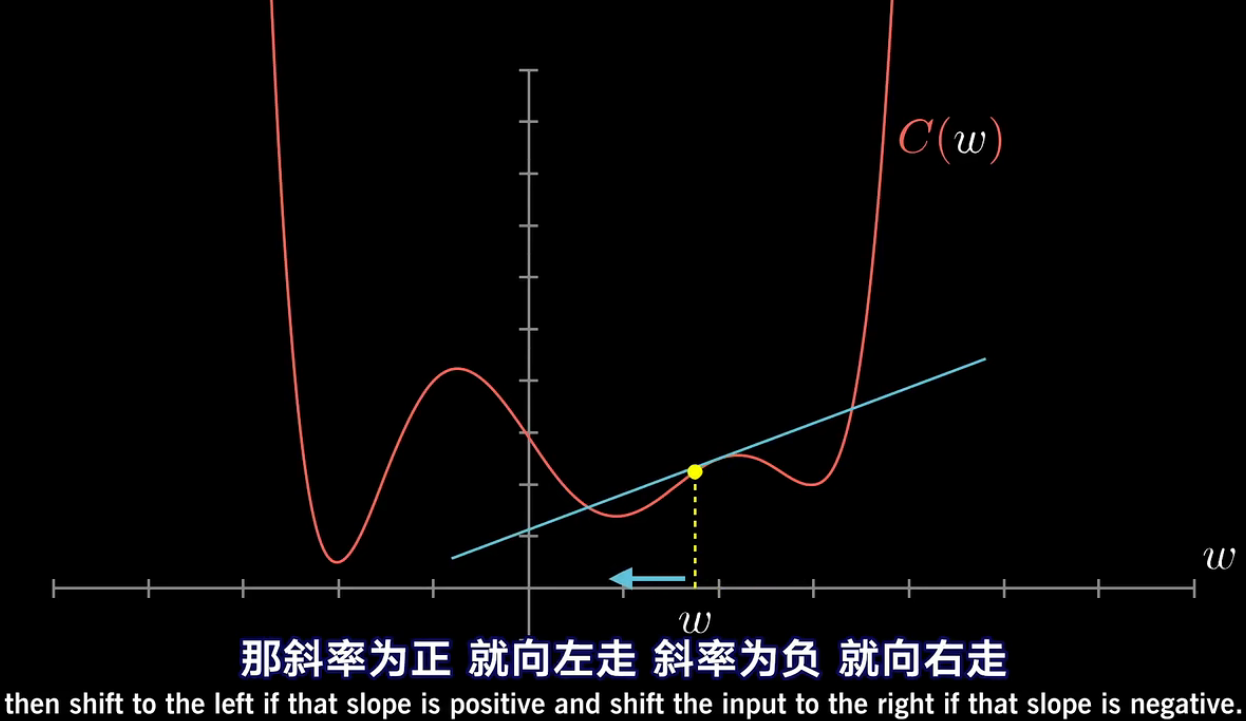 C(w)
w
w
那斜率为正 就向左走 斜率为负 就向右走
then shift to the left if that slope is positive and shift the input to the right if that slope is negative.